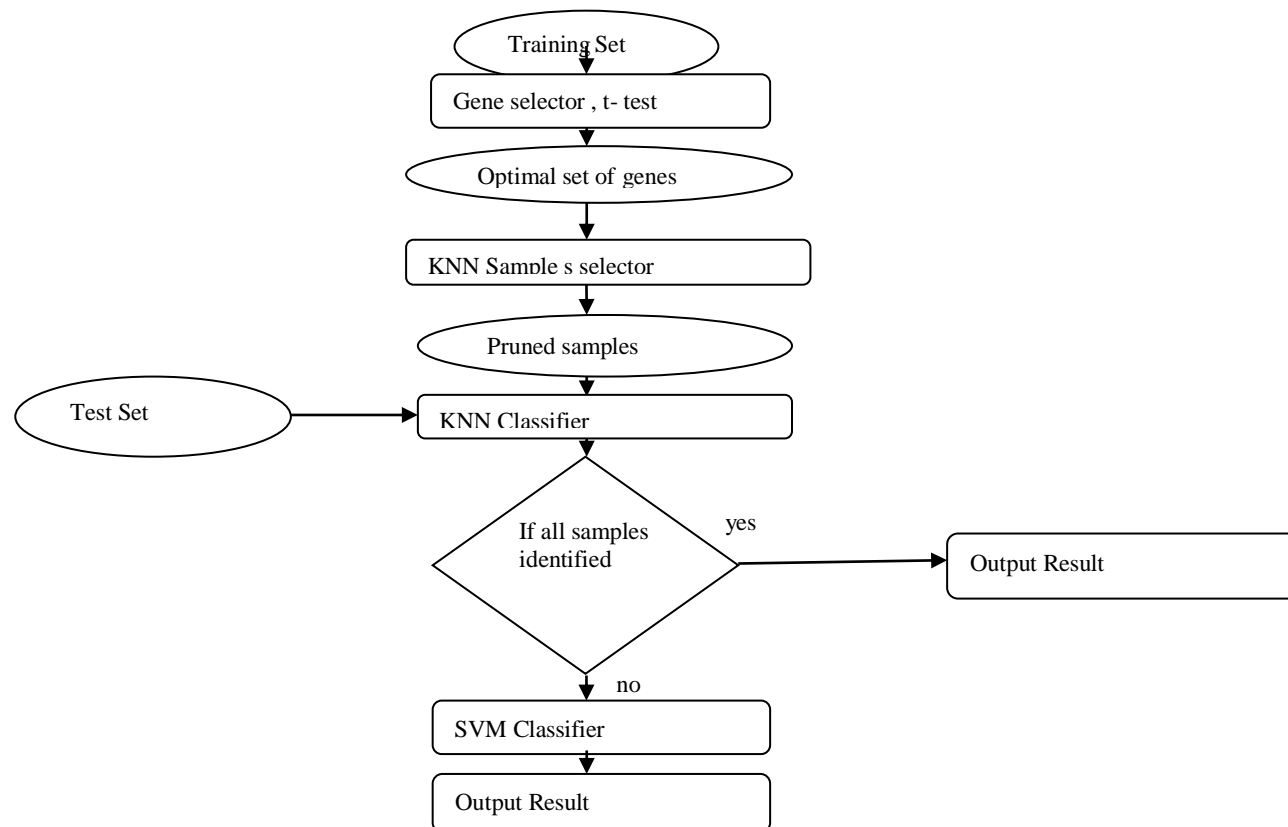 Training Set
Gene selector , t- test
Optimal set of genes
KNN Sample s selector
Pruned samples
Test Set
KNN Classifier
If all samples
identified
yes
Output Result
no
SVM Classifier
Output Result